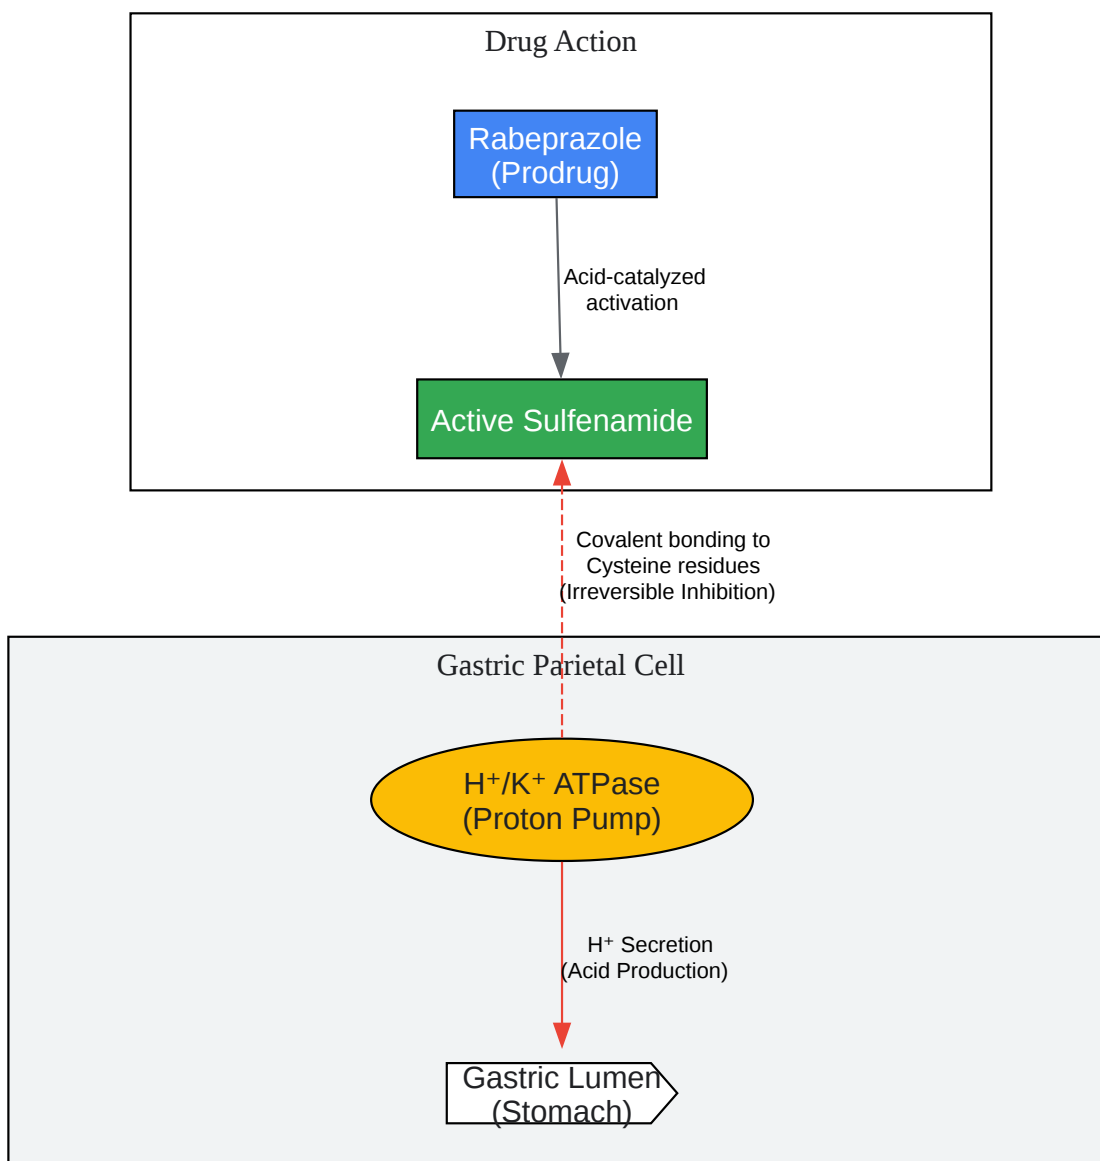 Drug Action
Rabeprazole
(Prodrug)
Acid-catalyzed
activation
Active Sulfenamide
Covalent bonding to
Cysteine residues
(Irreversible Inhibition)
Gastric Parietal Cell
H⁺/K⁺ ATPase
(Proton Pump)
H⁺ Secretion
(Acid Production)
Gastric Lumen
(Stomach)